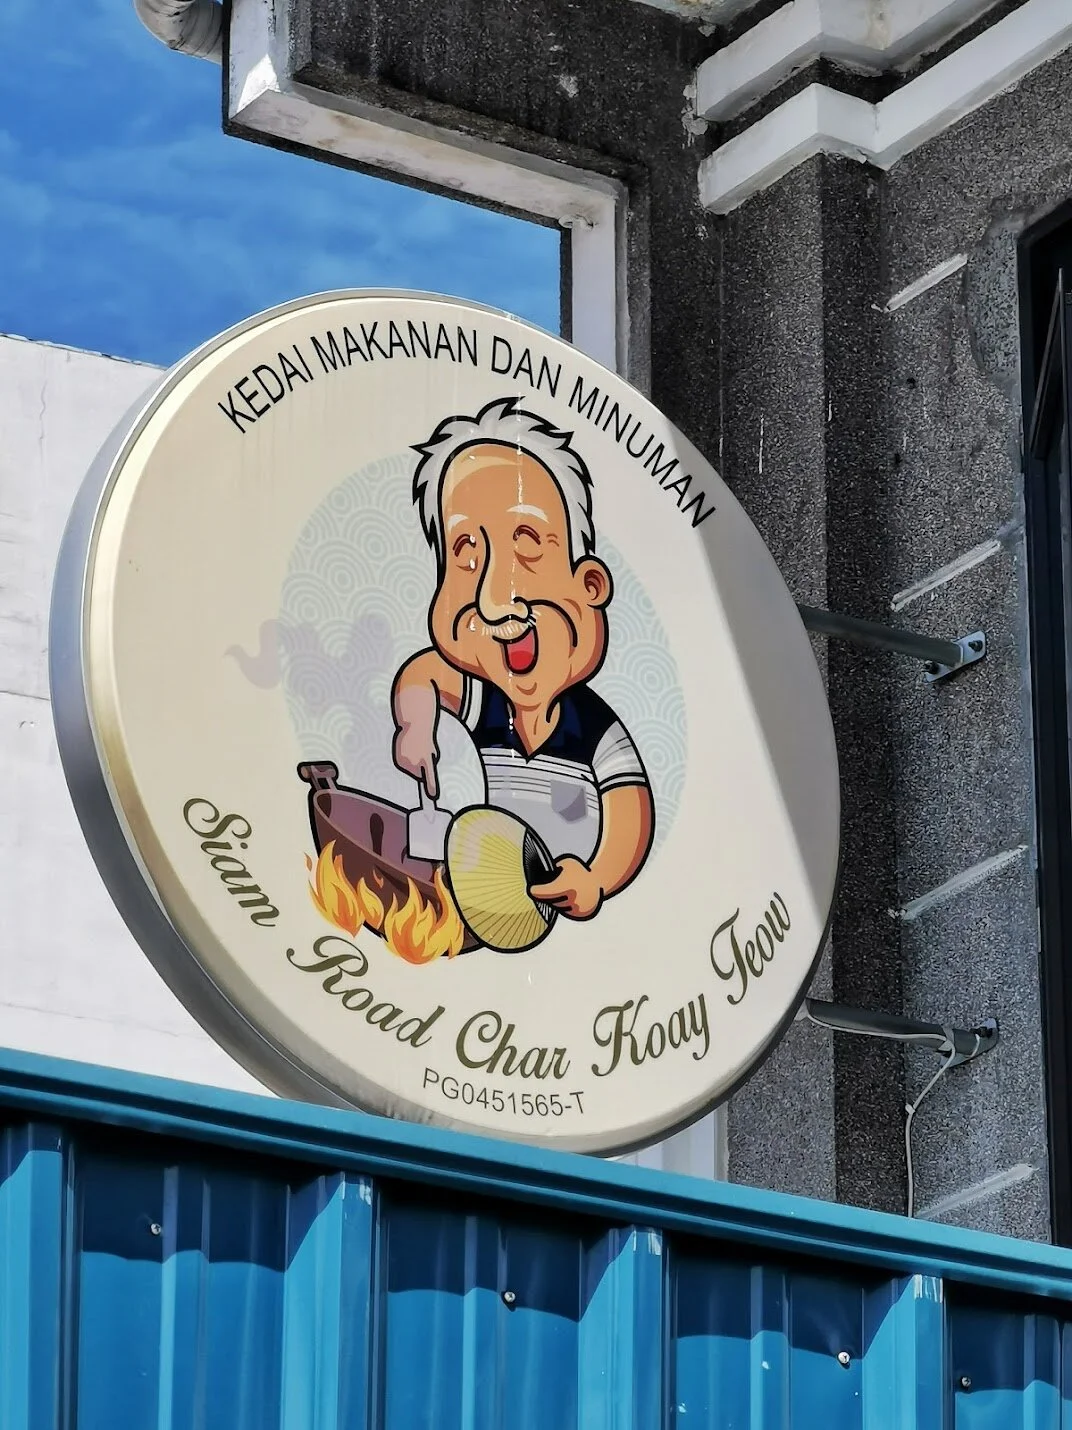 KEDAI MAKANAN DAN MINUMAN
Siam Road Char Koay Teow
PG0451565-T